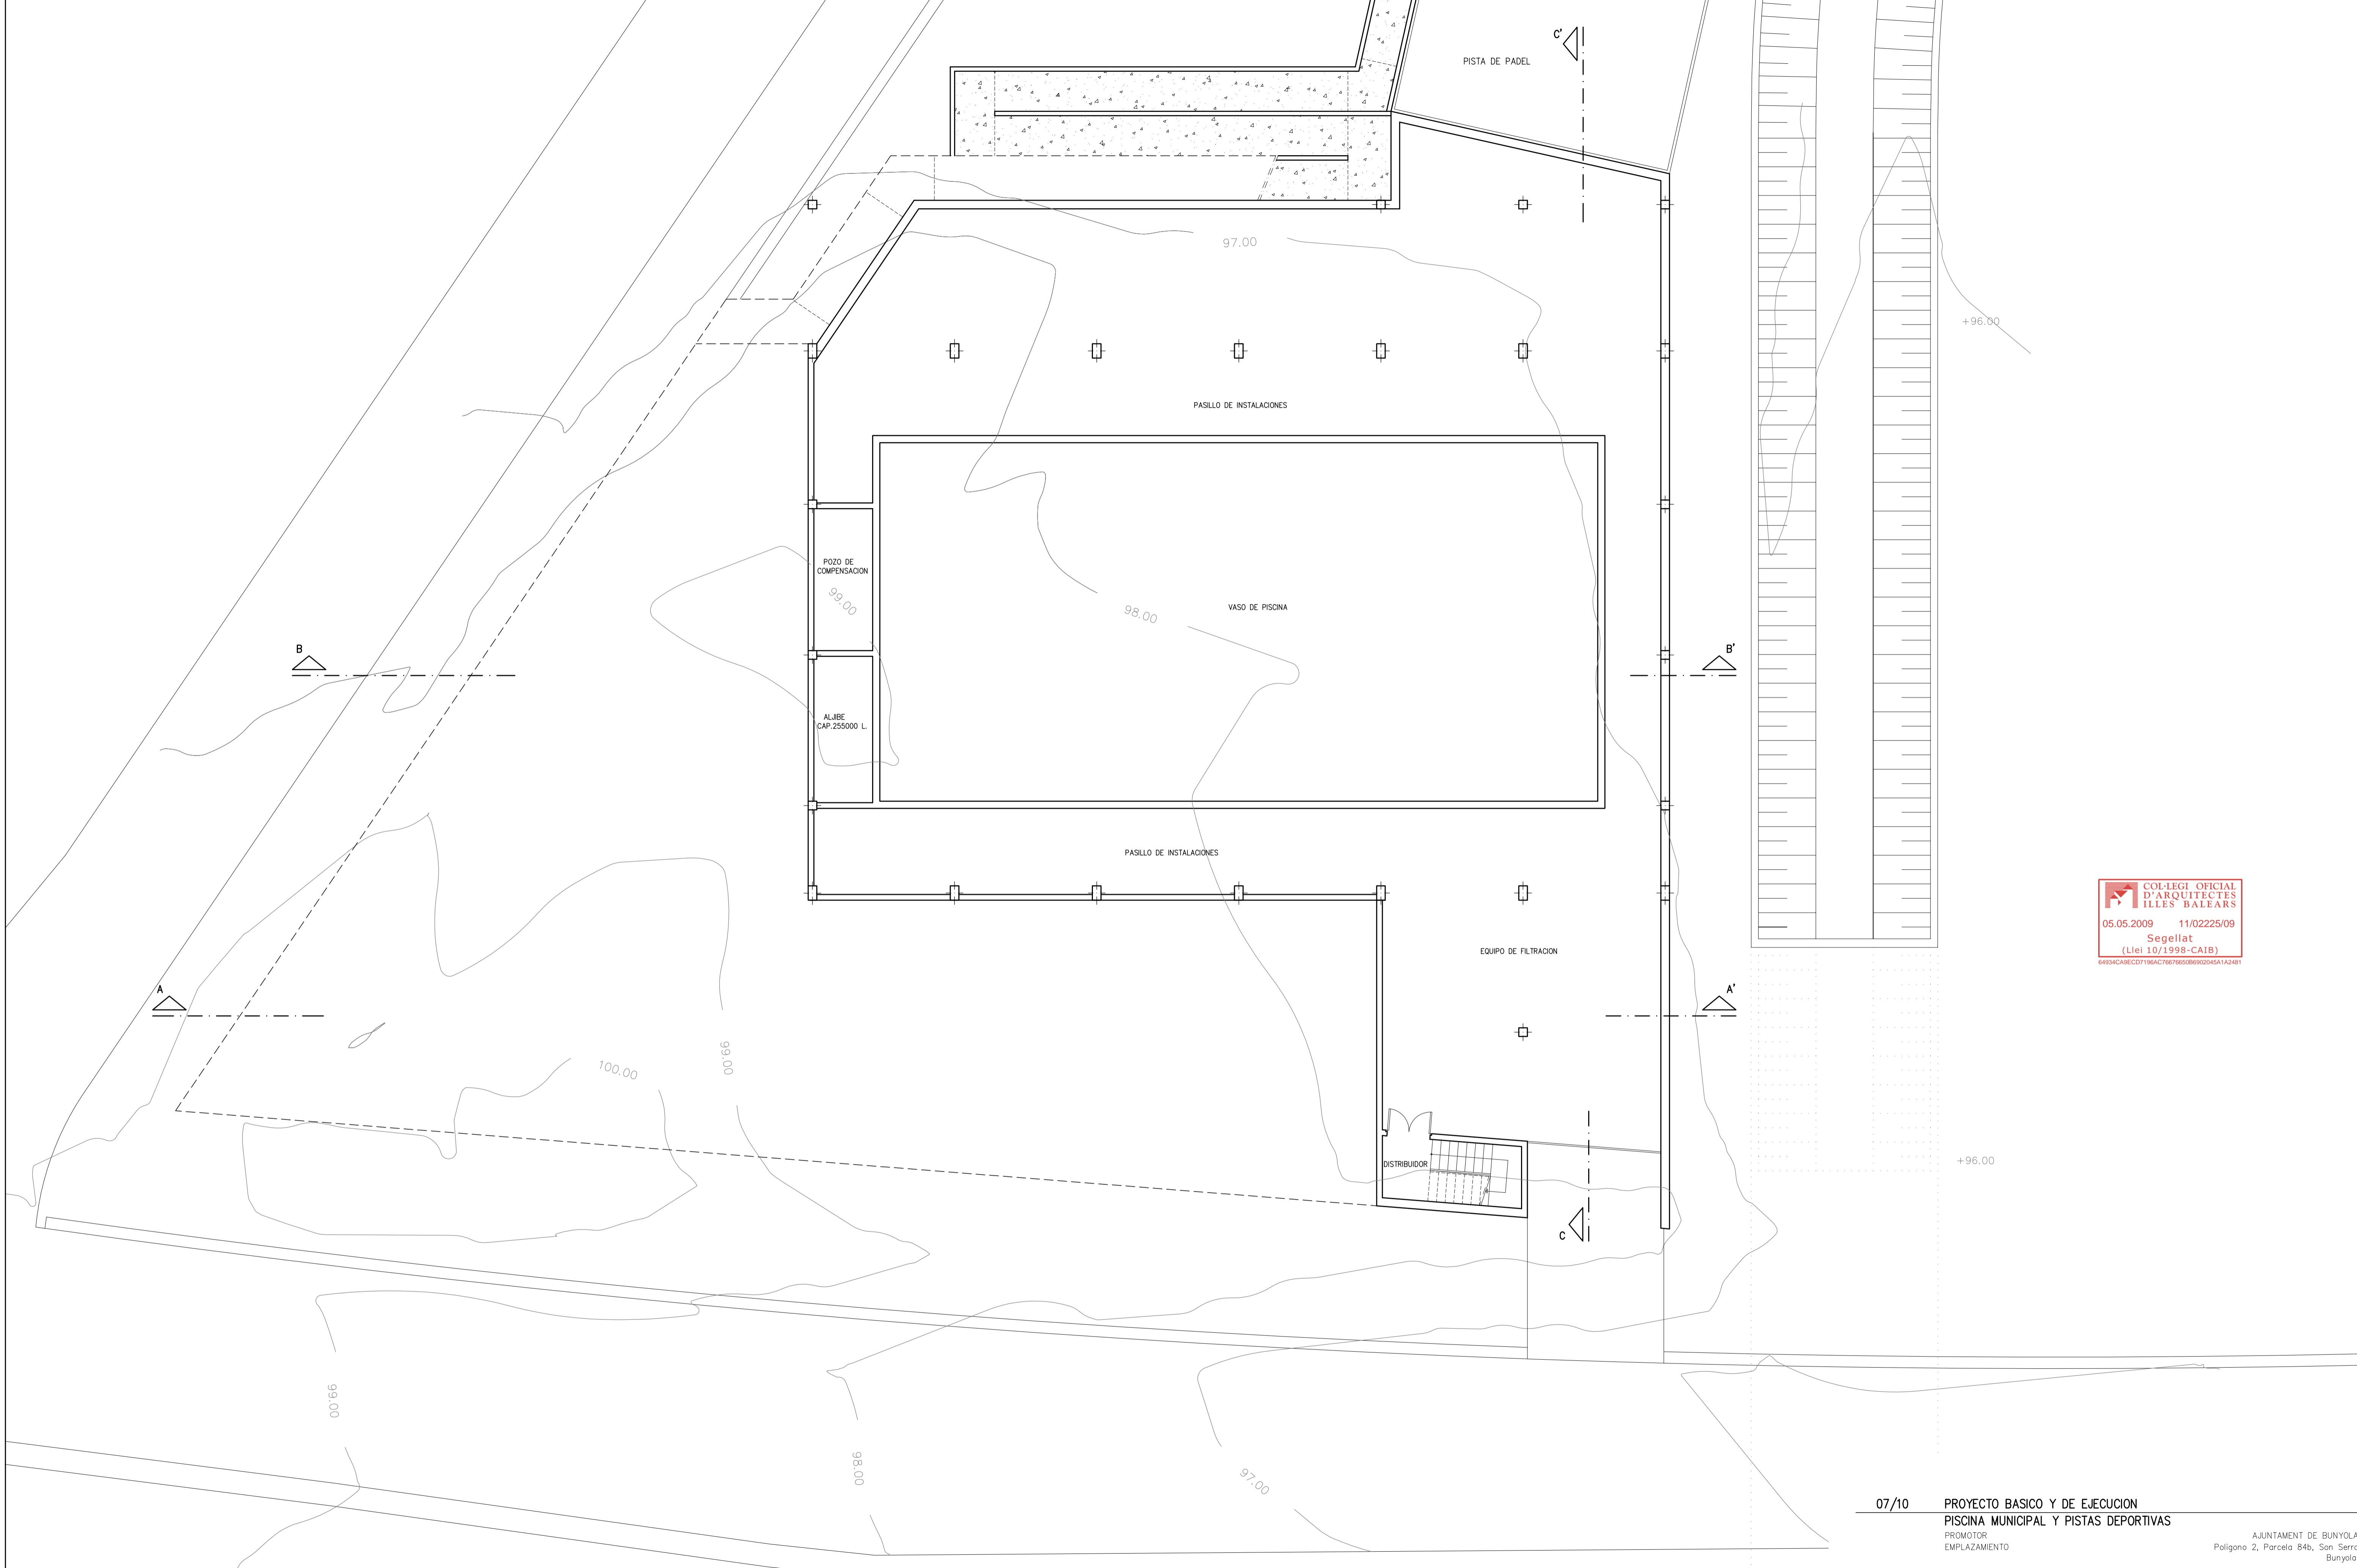 C'
PISTA DE PADEL
97.00
+96.00
PASILLO DE INSTALACIONES
POZO DE
COMPENSACION
99.00
98.00
VASO DE PISCINA
B
B'
ALJIBE
CAP.255000 L.
PASILLO DE INSTALACIONES
COL·LEGI OFICIAL
D'ARQUITECTES
ILLES BALEARS
05.05.2009 11/02225/09
Segellat
(Llei 10/1998-CAIB)
64934CA9ECD7196AC76676650B6902045A1A2481
EQUIPO DE FILTRACION
A
A'
100.00
99.00
DISTRIBUIDOR
+96.00
C
99.00
98.00
97.00
07/10 PROYECTO BASICO Y DE EJECUCION
PISCINA MUNICIPAL Y PISTAS DEPORTIVAS
PROMOTOR AJUNTAMENT DE BUNYOLA
EMPLAZAMIENTO Poligono 2, Parcela 84b, Son Serra
Bunyola